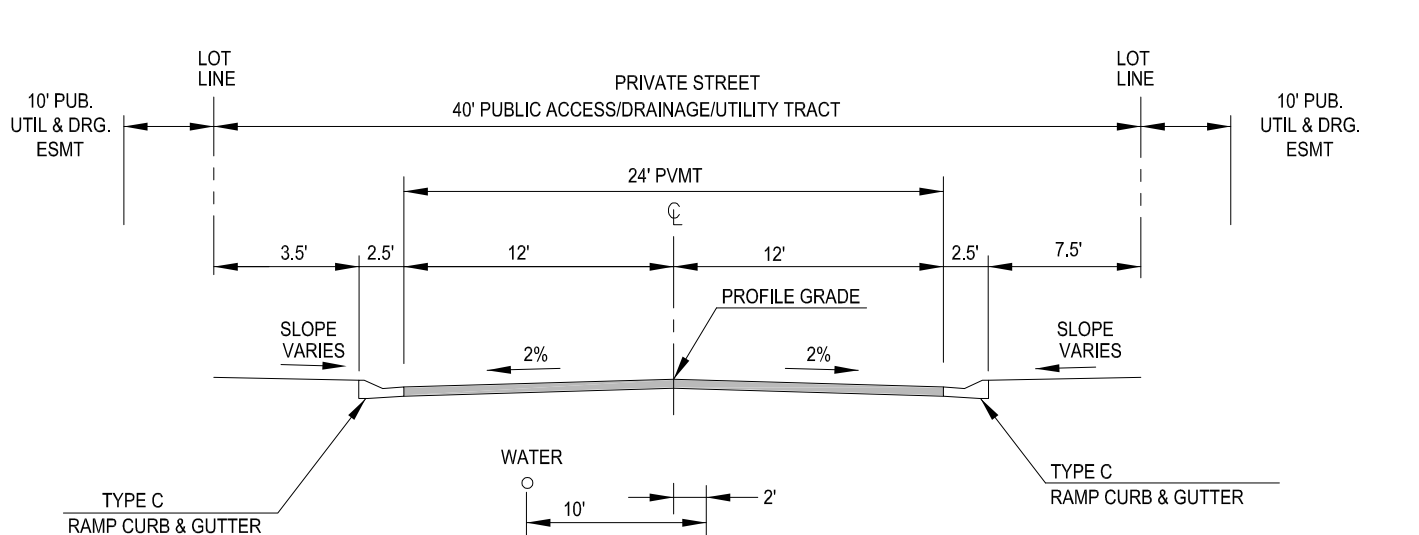 LOT
LINE
LOT
LINE
PRIVATE STREET
40' PUBLIC ACCESS/DRAINAGE/UTILITY TRACT
10' PUB.
UTIL & DRG.
ESMT
10' PUB.
UTIL & DRG.
ESMT
24' PVMT
℄
3.5'
2.5'
12'
12'
2.5'
7.5'
PROFILE GRADE
SLOPE
VARIES
2%
2%
SLOPE
VARIES
WATER
2'
10'
TYPE C
RAMP CURB & GUTTER
TYPE C
RAMP CURB & GUTTER